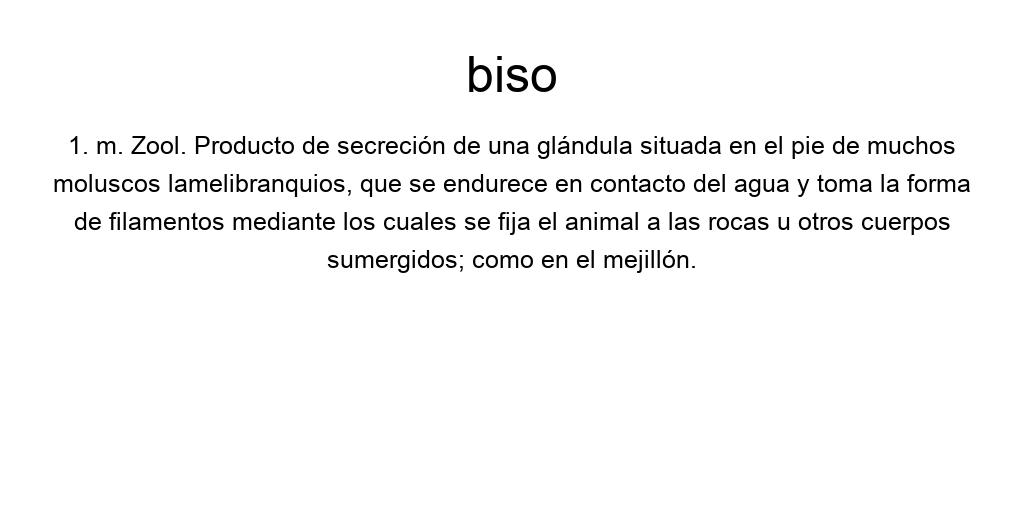 biso
1. m. Zool. Producto de secreción de una glándula situada en el pie de muchos
moluscos lamelibranquios, que se endurece en contacto del agua y toma la forma
de filamentos mediante los cuales se fija el animal a las rocas u otros cuerpos
sumergidos; como en el mejillón.